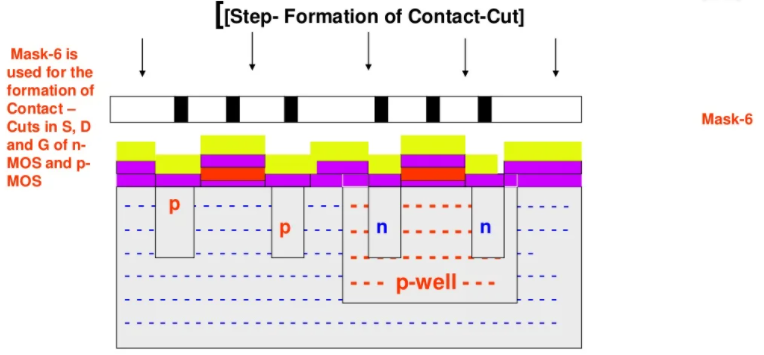 [[Step- Formation of Contact-Cut]
Mask-6 is
used for the
formation of
Contact –
Cuts in S, D
and G of n-
MOS and p-
MOS
Mask-6
p
p
n
n
p-well